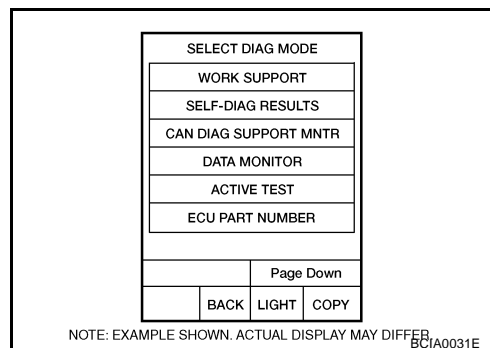 SELECT DIAG MODE
WORK SUPPORT
SELF-DIAG RESULTS
CAN DIAG SUPPORT MNTR
DATA MONITOR
ACTIVE TEST
ECU PART NUMBER
Page Down
BACK LIGHT COPY
NOTE: EXAMPLE SHOWN. ACTUAL DISPLAY MAY DIFFER.
BCIA0031E